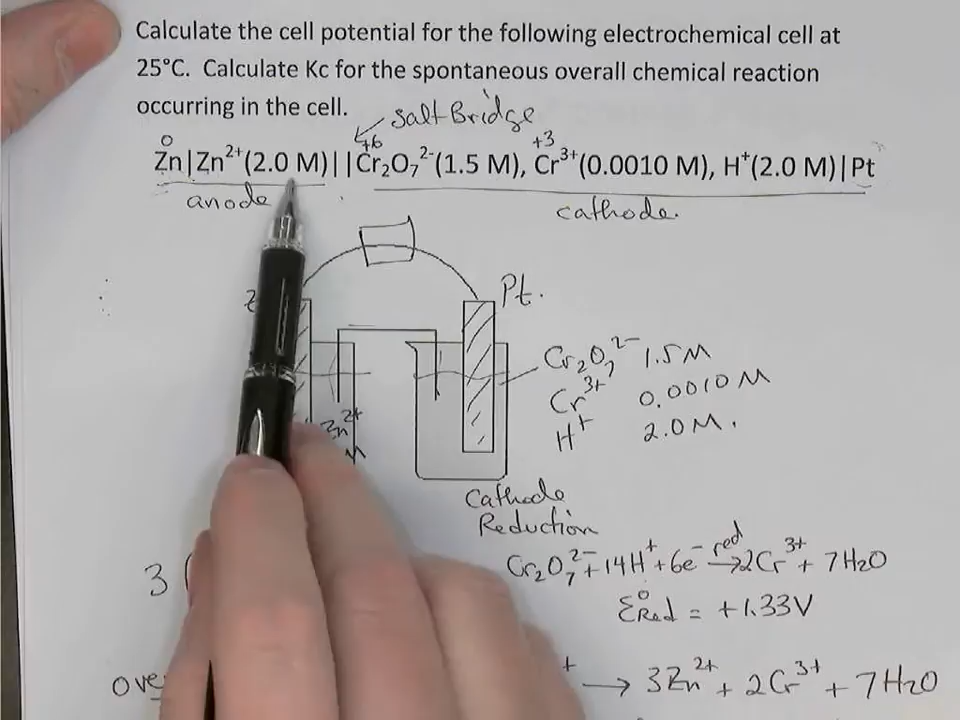 Calculate the cell potential for the following electrochemical cell at
25°C. Calculate Kc for the spontaneous overall chemical reaction
occurring in the cell.
salt Bridge
0 +6 +3
Zn|Zn²⁺(2.0 M)||Cr₂O₇²⁻(1.5 M), Cr³⁺(0.0010 M), H⁺(2.0 M)|Pt
anode cathode.
Pt.
Cr₂O₇²⁻ 1.5M
Cr³⁺ 0.0010M
H⁺ 2.0M.
Zn²⁺
M
Cathode
Reduction
3 ( Cr₂O₇²⁻ + 14H⁺ + 6e⁻ red→ 2Cr³⁺ + 7H₂O
ℰ°Red = +1.33V
⁺ → 3Zn²⁺ + 2Cr³⁺ + 7H₂O